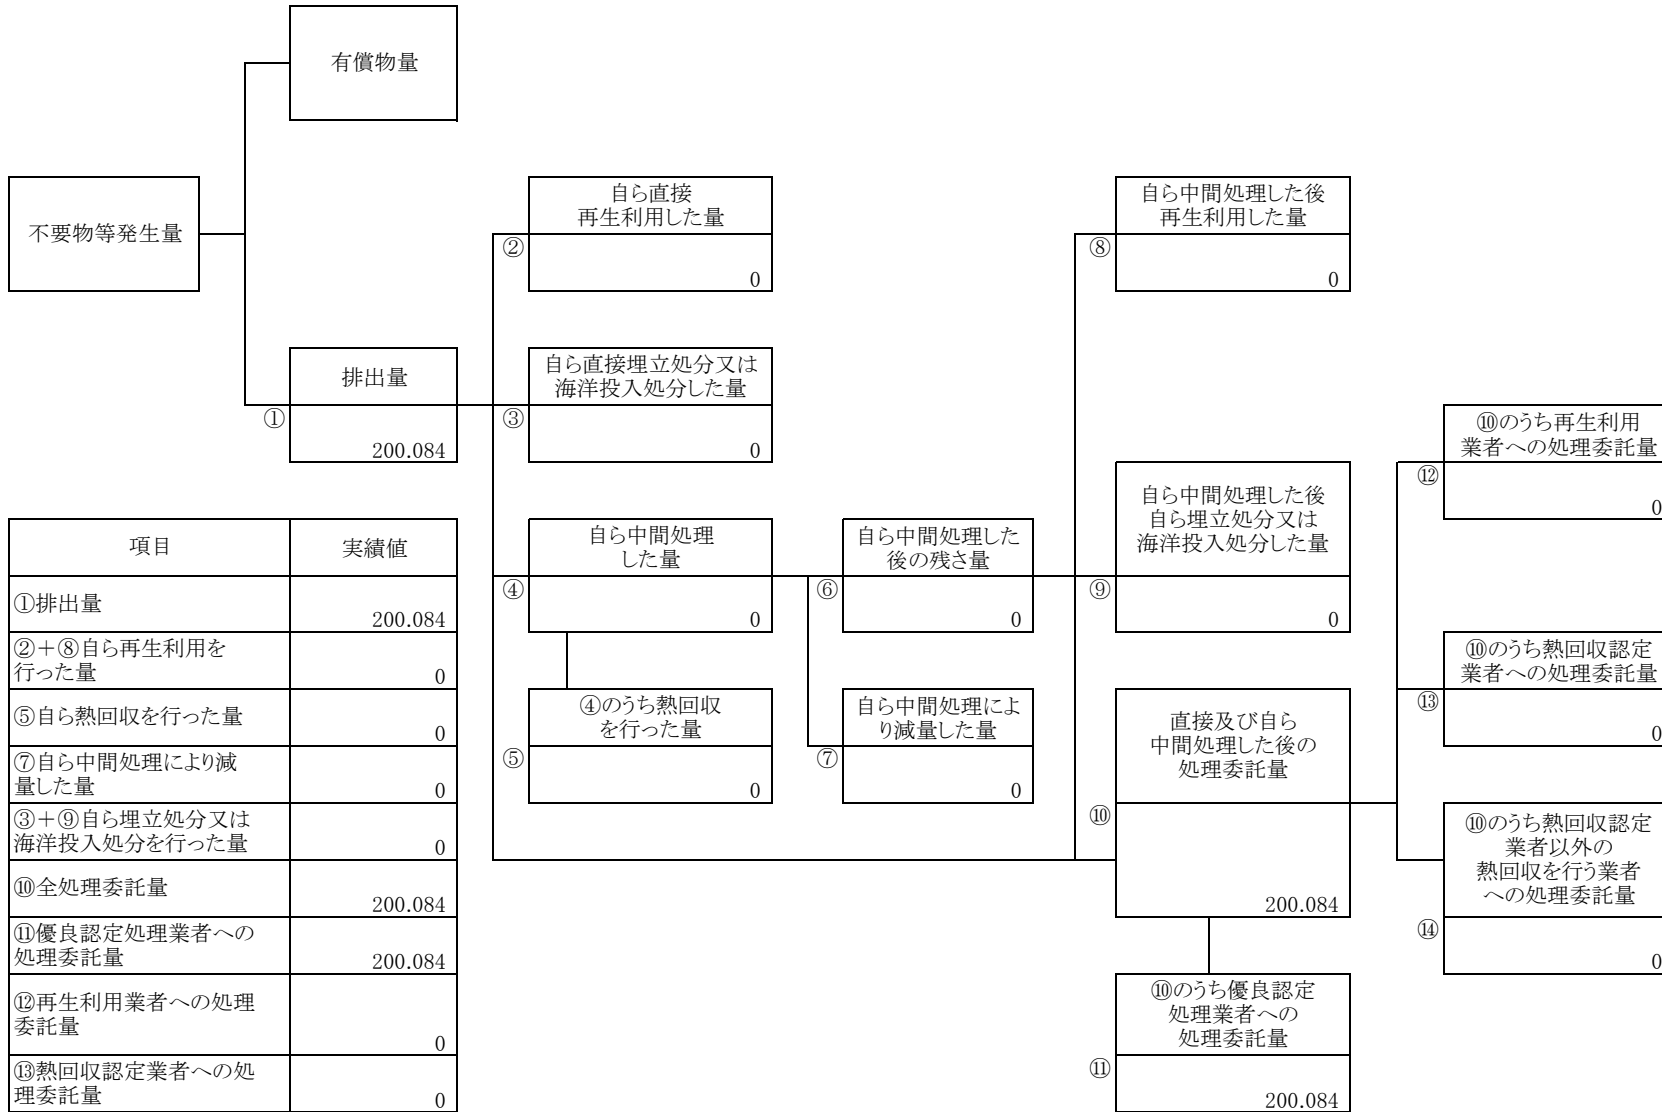 有償物量
不要物等発生量
自ら直接
再生利用した量
②
0
自ら中間処理した後
再生利用した量
⑧
0
排出量
①
200.084
自ら直接埋立処分又は
海洋投入処分した量
③
0
⑩のうち再生利用
業者への処理委託量
⑫
0
自ら中間処理
した量
④
0
自ら中間処理した
後の残さ量
⑥
0
自ら中間処理した後
自ら埋立処分又は
海洋投入処分した量
⑨
0
⑩のうち熱回収認定
業者への処理委託量
⑬
0
④のうち熱回収
を行った量
⑤
0
自ら中間処理によ
り減量した量
⑦
0
直接及び自ら
中間処理した後の
処理委託量
⑩
200.084
⑩のうち熱回収認定
業者以外の
熱回収を行う業者
への処理委託量
⑭
0
⑩のうち優良認定
処理業者への
処理委託量
⑪
200.084
項目 実績値
①排出量 200.084
②＋⑧自ら再生利用を
行った量 0
⑤自ら熱回収を行った量 0
⑦自ら中間処理により減
量した量 0
③＋⑨自ら埋立処分又は
海洋投入処分を行った量 0
⑩全処理委託量 200.084
⑪優良認定処理業者への
処理委託量 200.084
⑫再生利用業者への処理
委託量 0
⑬熱回収認定業者への処
理委託量 0